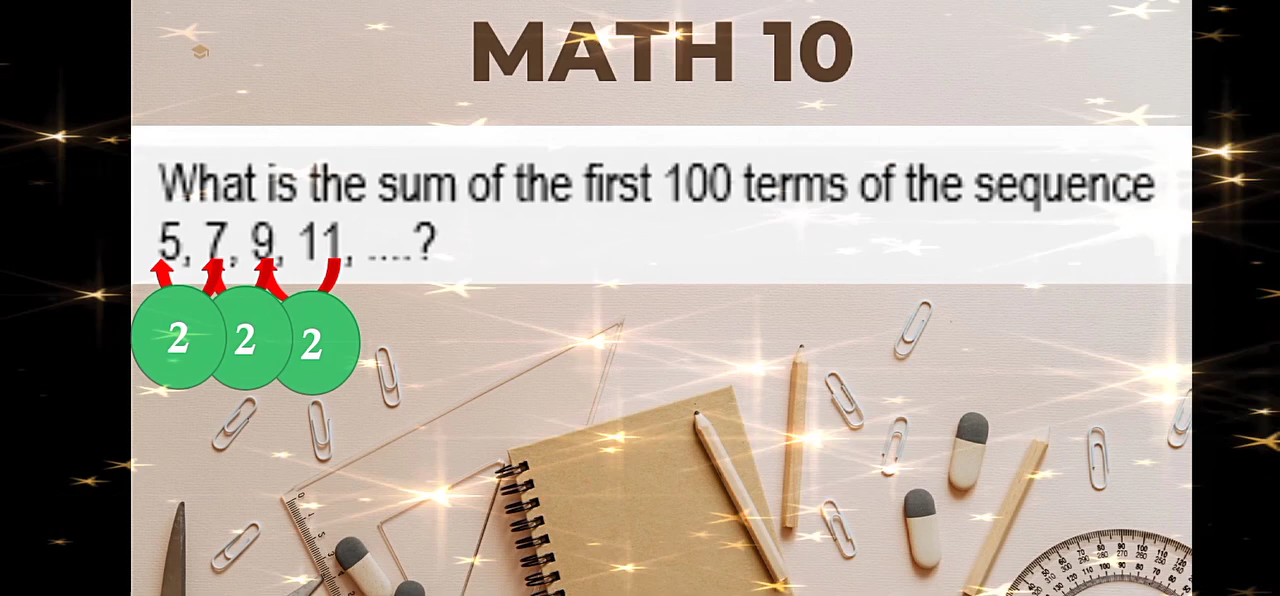 MATH 10
What is the sum of the first 100 terms of the sequence
5, 7, 9, 11, ....?
2 2 2